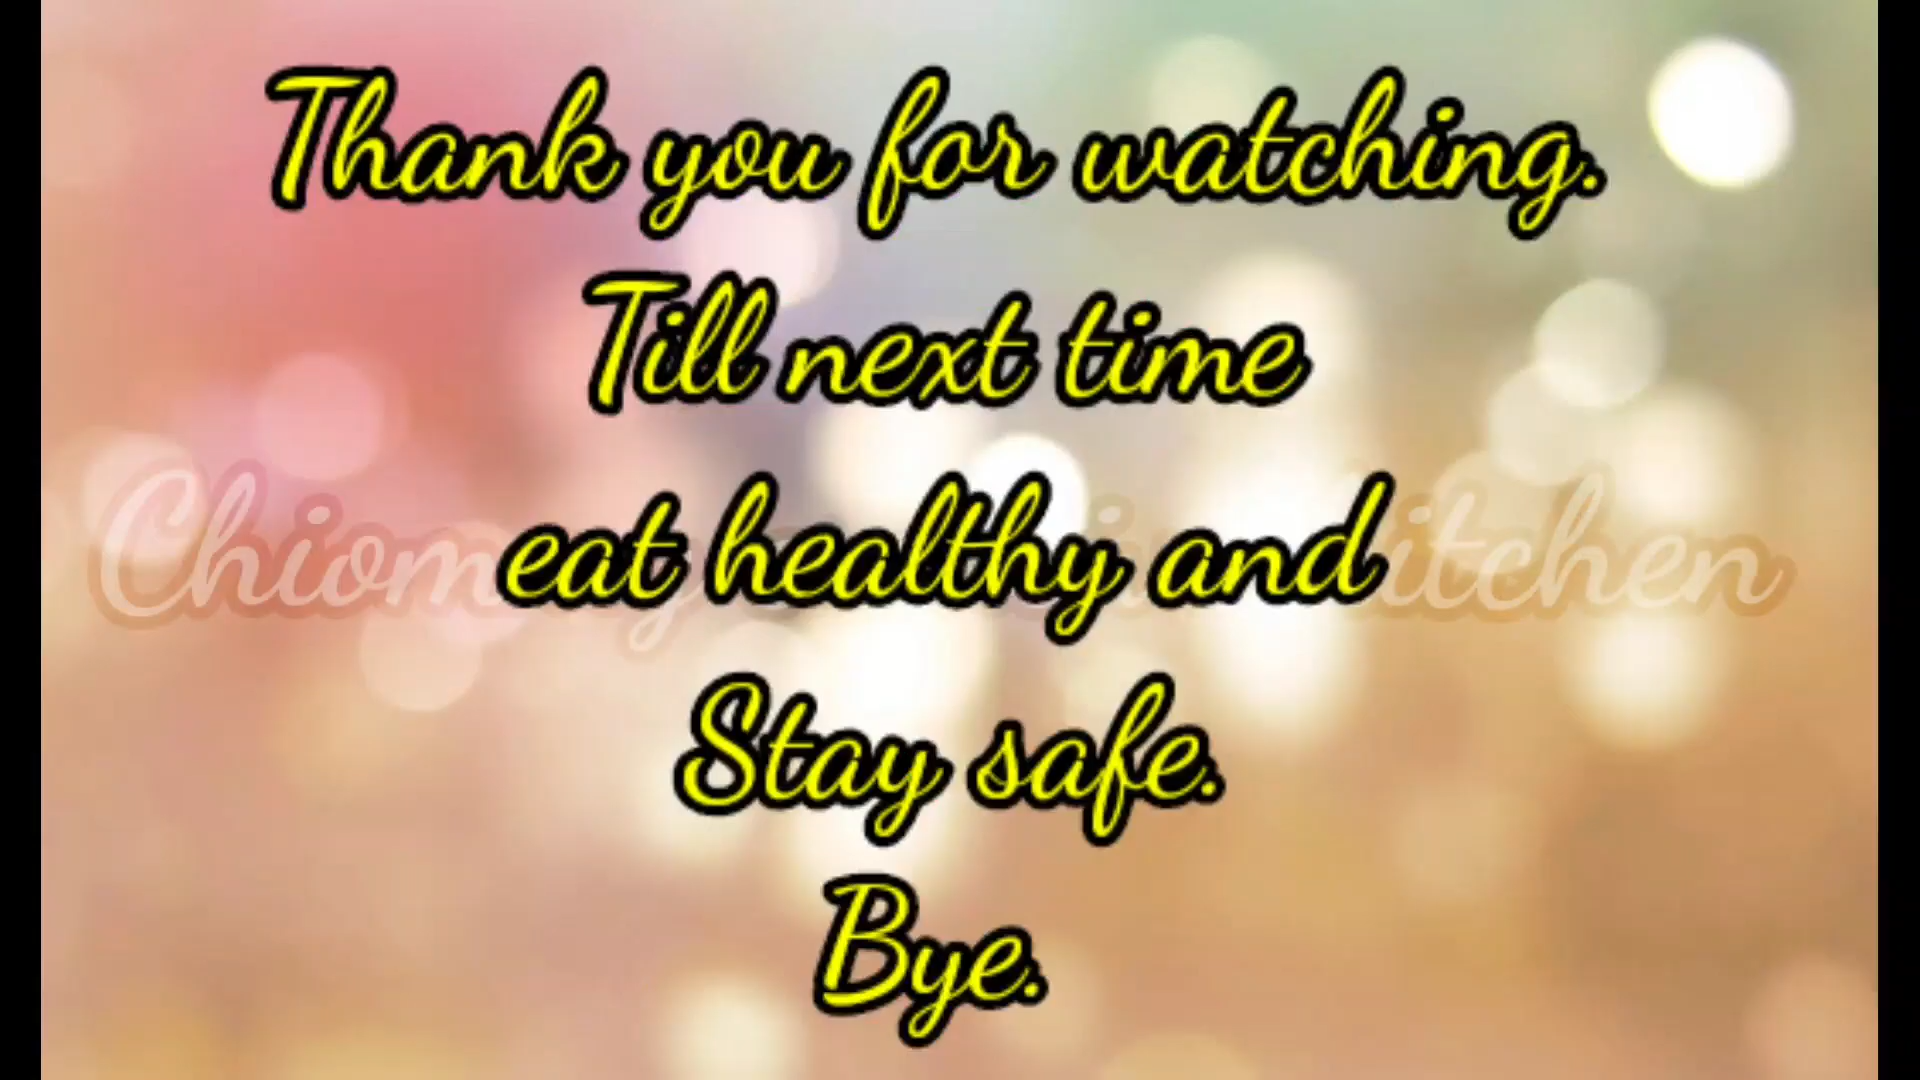 Thank you for watching.
Till next time
eat healthy and
Stay safe.
Bye.